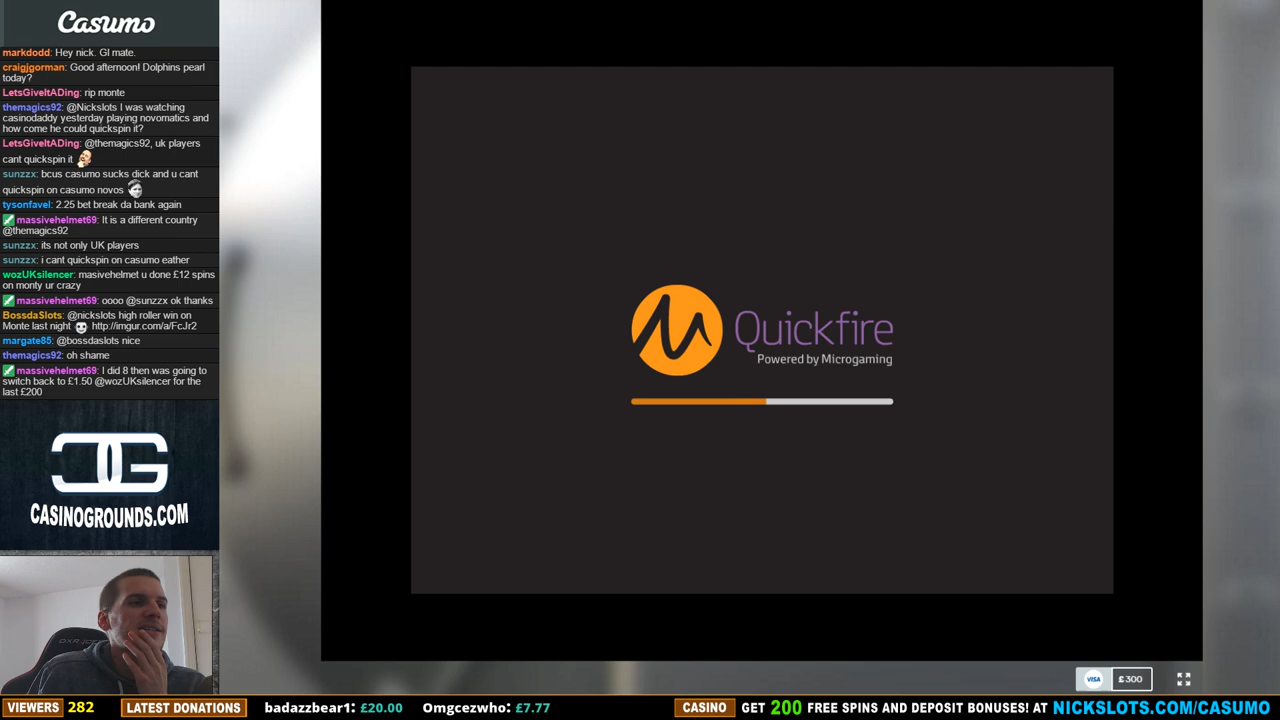 Casumo
markdodd: Hey nick. Gl mate.
craigjgorman: Good afternoon! Dolphins pearl
today?
LetsGiveItADing: rip monte
themagics92: @Nickslots I was watching
casinodaddy yesterday playing novomatics and
how come he could quickspin it?
LetsGiveItADing: @themagics92, uk players
cant quickspin it
sunzzx: bcus casumo sucks dick and u cant
quickspin on casumo novos
tysonfavel: 2.25 bet break da bank again
massivehelmet69: It is a different country
@themagics92
sunzzx: its not only UK players
sunzzx: i cant quickspin on casumo eather
wozUKsilencer: masivehelmet u done £12 spins
on monty ur crazy
massivehelmet69: oooo @sunzzx ok thanks
BossdaSlots: @nickslots high roller win on
Monte last night http://imgur.com/a/FcJr2
margate85: @bossdaslots nice
themagics92: oh shame
massivehelmet69: I did 8 then was going to
switch back to £1.50 @wozUKsilencer for the
last £200
CASINOGROUNDS.COM
Quickfire
Powered by Microgaming
DXRACER
VISA £300
VIEWERS 282 LATEST DONATIONS badazzbear1: £20.00 Omgcezwho: £7.77 CASINO GET 200 FREE SPINS AND DEPOSIT BONUSES! AT NICKSLOTS.COM/CASUMO